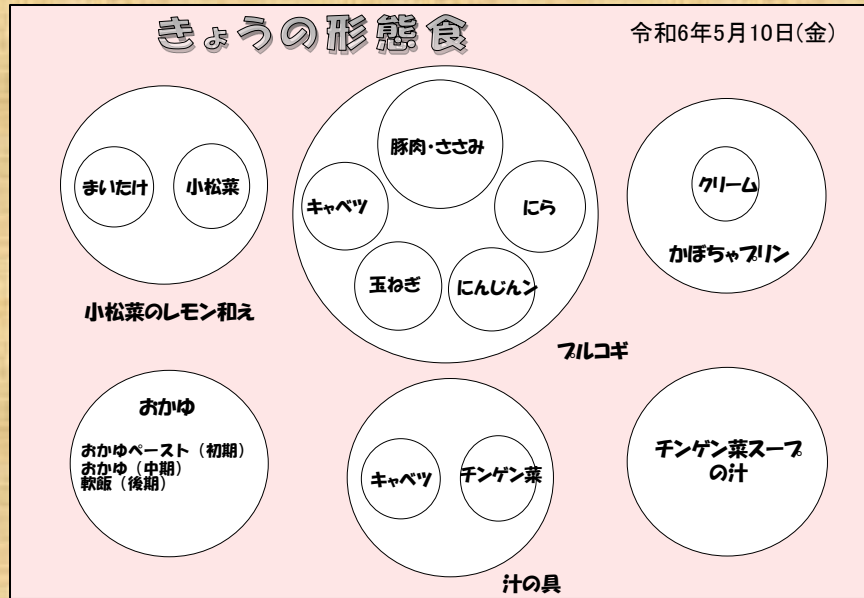 きょうの形態食
令和6年5月10日(金)
まいたけ
小松菜
小松菜のレモン和え
豚肉・ささみ
キャベツ
にら
玉ねぎ
にんじんン
プルコギ
クリーム
かぼちゃプリン
おかゆ
おかゆペースト（初期）
おかゆ（中期）
軟飯（後期）
キャベツ
チンゲン菜
汁の具
チンゲン菜スープ
の汁